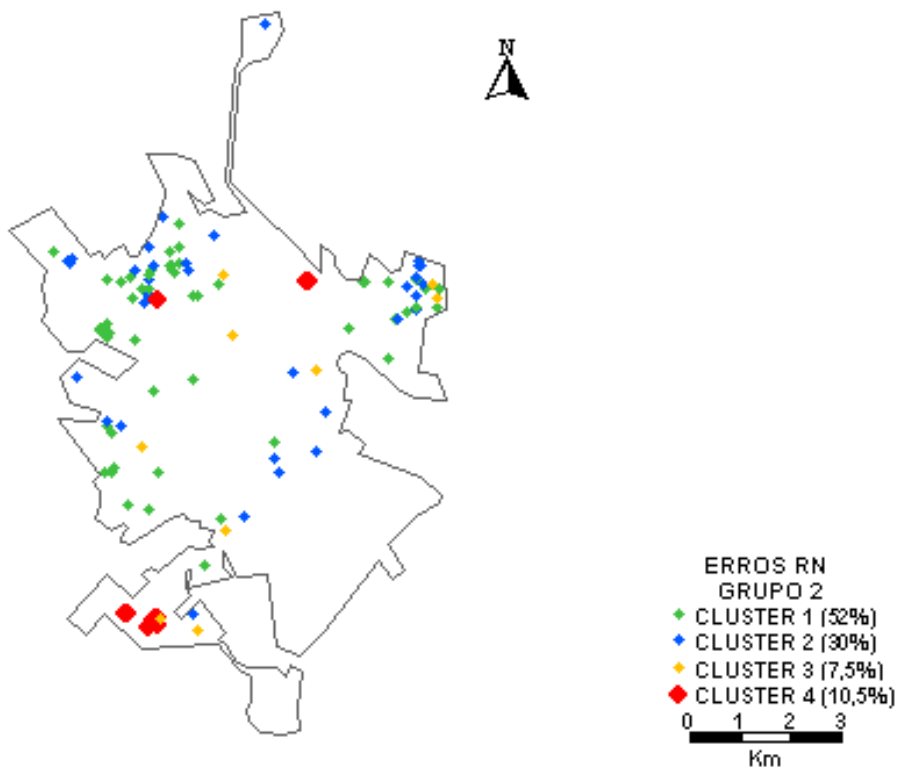 N
ERROS RN
GRUPO 2
CLUSTER 1 (52%)
CLUSTER 2 (30%)
CLUSTER 3 (7,5%)
CLUSTER 4 (10,5%)
0 1 2 3
Km